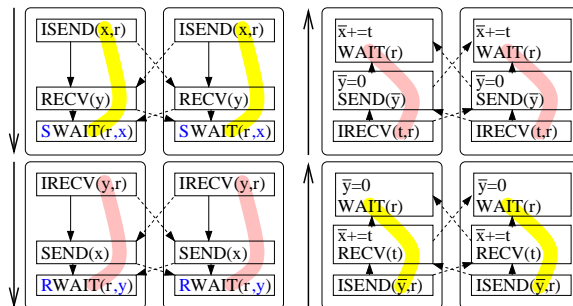 ISEND(x,r) ISEND(x,r)
RECV(y) RECV(y)
SWAIT(r,x) SWAIT(r,x)
x̅+=t x̅+=t
WAIT(r) WAIT(r)
y̅=0 y̅=0
SEND(y̅) SEND(y̅)
IRECV(t,r) IRECV(t,r)
IRECV(y,r) IRECV(y,r)
SEND(x) SEND(x)
RWAIT(r,y) RWAIT(r,y)
y̅=0 y̅=0
WAIT(r) WAIT(r)
x̅+=t x̅+=t
RECV(t) RECV(t)
ISEND(y̅,r) ISEND(y̅,r)